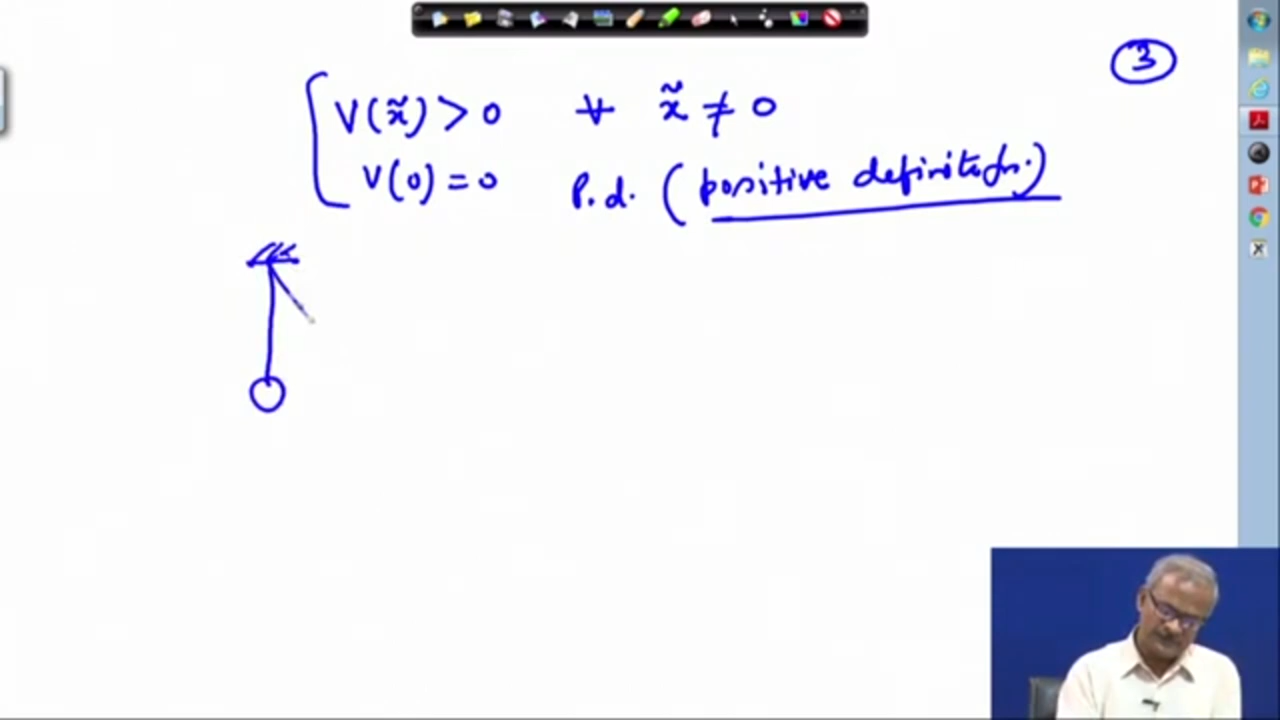 3
V(x̃) > 0 ∀ x̃ ≠ 0
V(0) = 0 P.d. (positive definite fn.)